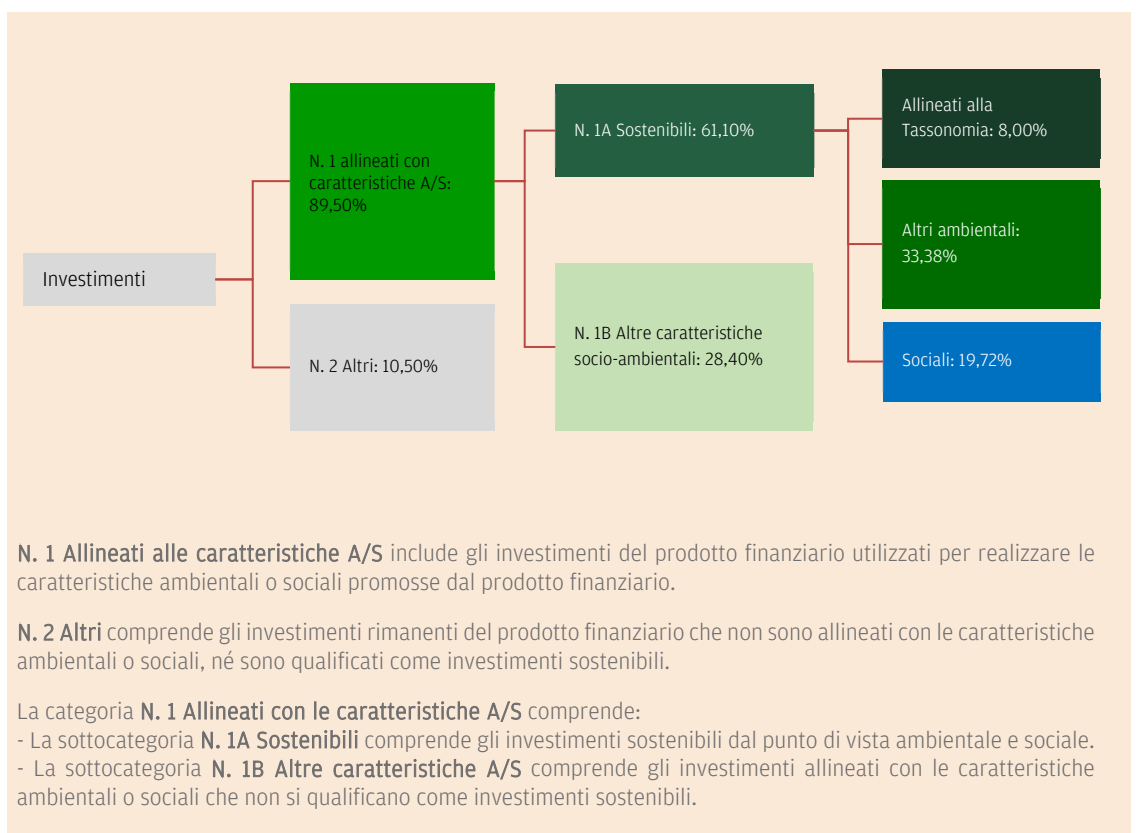 Investimenti
N. 1 allineati con
caratteristiche A/S:
89,50%
N. 2 Altri: 10,50%
N. 1A Sostenibili: 61,10%
N. 1B Altre caratteristiche
socio-ambientali: 28,40%
Allineati alla
Tassonomia: 8,00%
Altri ambientali:
33,38%
Sociali: 19,72%
N. 1 Allineati alle caratteristiche A/S include gli investimenti del prodotto finanziario utilizzati per realizzare le
caratteristiche ambientali o sociali promosse dal prodotto finanziario.
N. 2 Altri comprende gli investimenti rimanenti del prodotto finanziario che non sono allineati con le caratteristiche
ambientali o sociali, né sono qualificati come investimenti sostenibili.
La categoria N. 1 Allineati con le caratteristiche A/S comprende:
- La sottocategoria N. 1A Sostenibili comprende gli investimenti sostenibili dal punto di vista ambientale e sociale.
- La sottocategoria N. 1B Altre caratteristiche A/S comprende gli investimenti allineati con le caratteristiche
ambientali o sociali che non si qualificano come investimenti sostenibili.